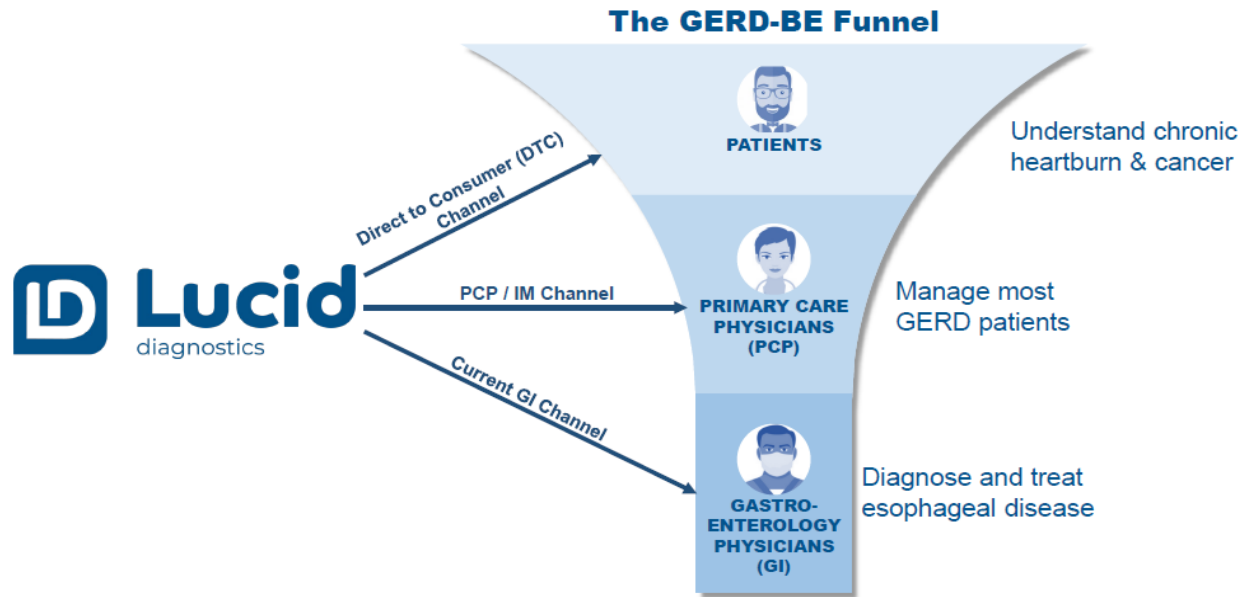 The GERD-BE Funnel
PATIENTS
Understand chronic
heartburn & cancer
Direct to Consumer (DTC)
Channel
LD Lucid
diagnostics
PCP / IM Channel
PRIMARY CARE
PHYSICIANS
(PCP)
Manage most
GERD patients
Current GI Channel
GASTRO-
ENTEROLOGY
PHYSICIANS
(GI)
Diagnose and treat
esophageal disease